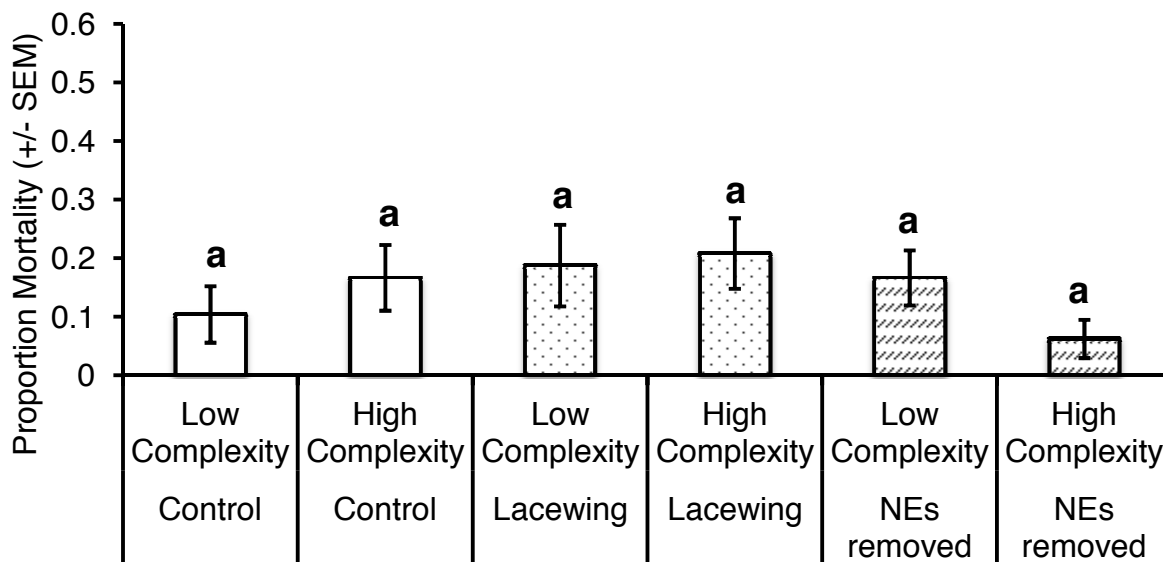 Proportion Mortality (+/- SEM)
0.6
0.5
0.4
0.3
0.2
0.1
0
a
a
a
a
a
a
Low
Complexity
High
Complexity
Low
Complexity
High
Complexity
Low
Complexity
High
Complexity
Control
Control
Lacewing
Lacewing
NEs
removed
NEs
removed